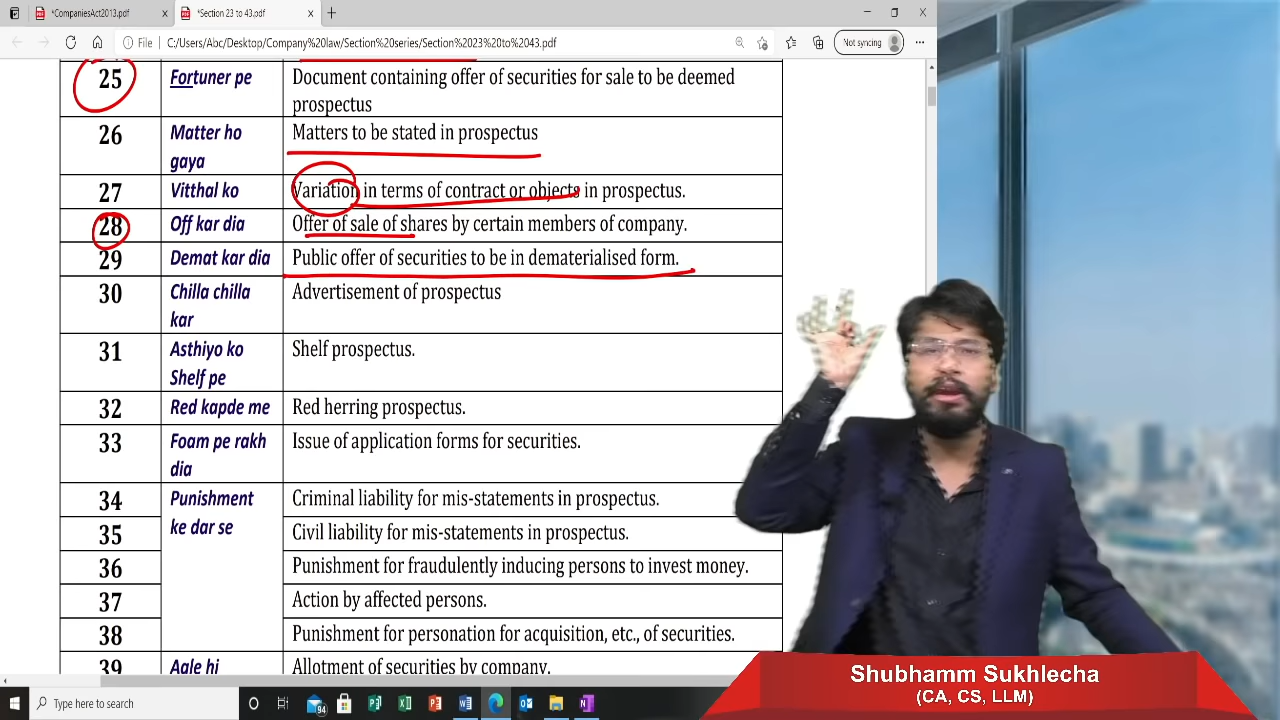 *CompaniesAct2013.pdf
*Section 23 to 43.pdf
File
C:/Users/Abc/Desktop/Company%20law/Section%20series/Section%2023%20to%2043.pdf
Not syncing
25 Fortuner pe Document containing offer of securities for sale to be deemed
prospectus
26 Matter ho Matters to be stated in prospectus
gaya
27 Vitthal ko Variation in terms of contract or objects in prospectus.
28 Off kar dia Offer of sale of shares by certain members of company.
29 Demat kar dia Public offer of securities to be in dematerialised form.
30 Chilla chilla Advertisement of prospectus
kar
31 Asthiyo ko Shelf prospectus.
Shelf pe
32 Red kapde me Red herring prospectus.
33 Foam pe rakh Issue of application forms for securities.
dia
34 Punishment Criminal liability for mis-statements in prospectus.
35 ke dar se Civil liability for mis-statements in prospectus.
36 Punishment for fraudulently inducing persons to invest money.
37 Action by affected persons.
38 Punishment for personation for acquisition, etc., of securities.
39 Agle hi Allotment of securities by company.
Shubhamm Sukhlecha
(CA, CS, LLM)
Type here to search
94